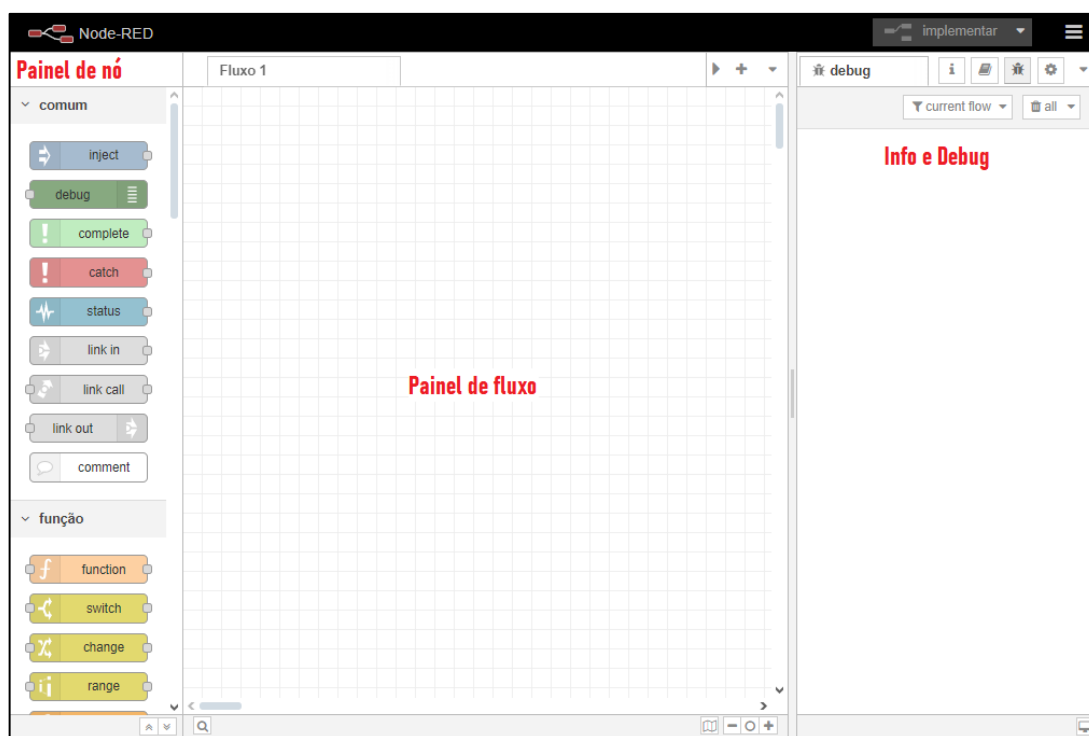 Node-RED
implementar
Painel de nó
Fluxo 1
debug
i
comum
current flow
all
Info e Debug
inject
debug
complete
catch
status
link in
link call
link out
comment
Painel de fluxo
função
function
switch
change
range